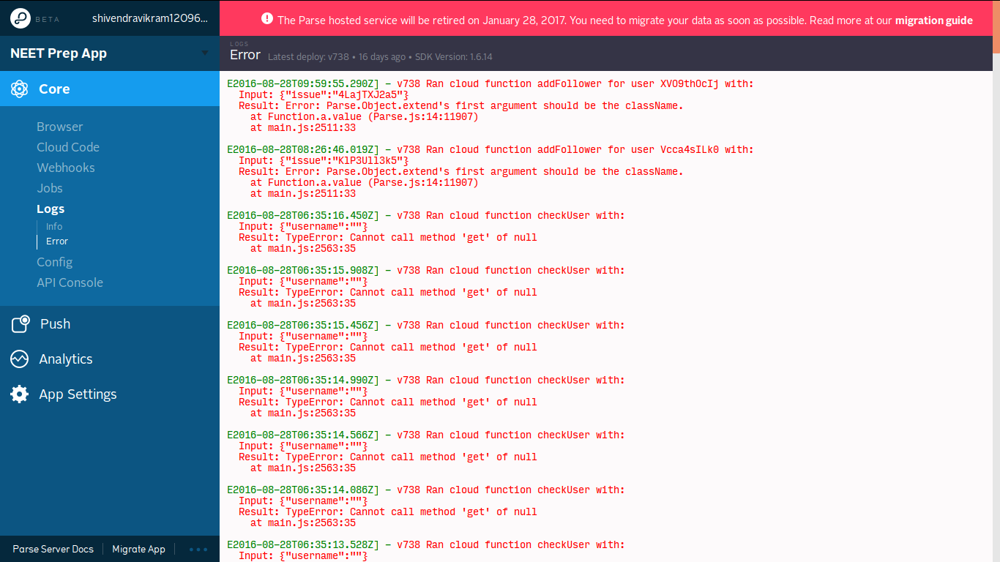 BETA
shivendravikram12096...
The Parse hosted service will be retired on January 28, 2017. You need to migrate your data as soon as possible. Read more at our migration guide
NEET Prep App
LOGS
Error Latest deploy: v738 • 16 days ago • SDK Version: 1.6.14
Core
Browser
Cloud Code
Webhooks
Jobs
Logs
Info
Error
Config
API Console
Push
Analytics
App Settings
Parse Server Docs
Migrate App
E2016-08-28T09:59:55.290Z] - v738 Ran cloud function addFollower for user XVO9thOcIj with:
Input: {"issue":"4LajTXJ2a5"}
Result: Error: Parse.Object.extend's first argument should be the className.
at Function.a.value (Parse.js:14:11907)
at main.js:2511:33
E2016-08-28T08:26:46.019Z] - v738 Ran cloud function addFollower for user Vcca4sILk0 with:
Input: {"issue":"KlP3Ull3k5"}
Result: Error: Parse.Object.extend's first argument should be the className.
at Function.a.value (Parse.js:14:11907)
at main.js:2511:33
E2016-08-28T06:35:16.450Z] - v738 Ran cloud function checkUser with:
Input: {"username":""}
Result: TypeError: Cannot call method 'get' of null
at main.js:2563:35
E2016-08-28T06:35:15.908Z] - v738 Ran cloud function checkUser with:
Input: {"username":""}
Result: TypeError: Cannot call method 'get' of null
at main.js:2563:35
E2016-08-28T06:35:15.456Z] - v738 Ran cloud function checkUser with:
Input: {"username":""}
Result: TypeError: Cannot call method 'get' of null
at main.js:2563:35
E2016-08-28T06:35:14.990Z] - v738 Ran cloud function checkUser with:
Input: {"username":""}
Result: TypeError: Cannot call method 'get' of null
at main.js:2563:35
E2016-08-28T06:35:14.566Z] - v738 Ran cloud function checkUser with:
Input: {"username":""}
Result: TypeError: Cannot call method 'get' of null
at main.js:2563:35
E2016-08-28T06:35:14.086Z] - v738 Ran cloud function checkUser with:
Input: {"username":""}
Result: TypeError: Cannot call method 'get' of null
at main.js:2563:35
E2016-08-28T06:35:13.528Z] - v738 Ran cloud function checkUser with:
Input: {"username":""}